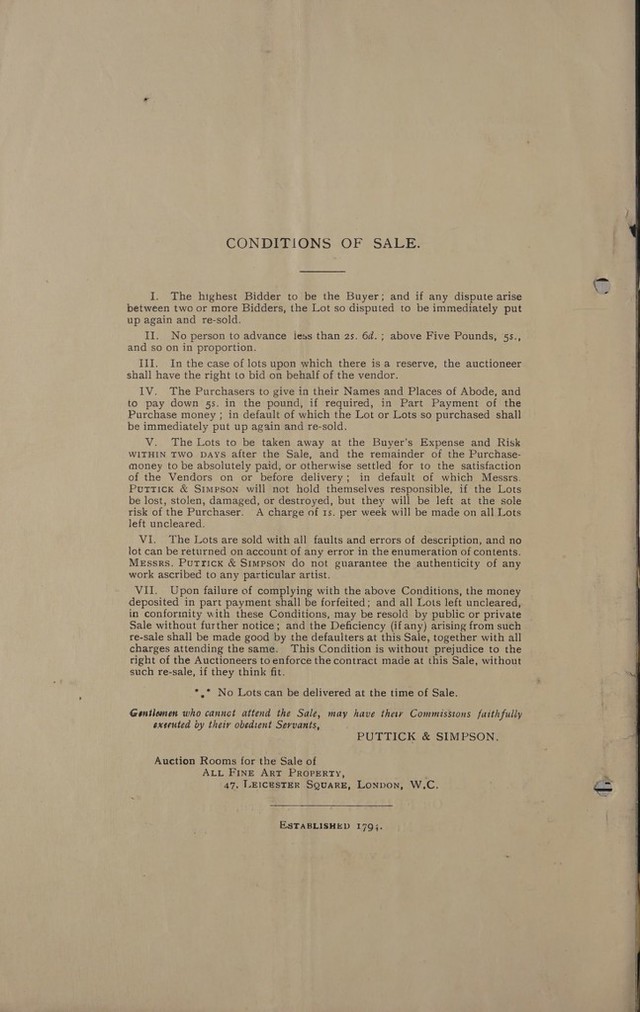 CONDITIONS OF SALE.
I. The highest Bidder to be the Buyer; and if any dispute arise
between two or more Bidders, the Lot so disputed to be immediately put
up again and re-sold.
II. No person to advance less than 2s. 6d.; above Five Pounds, 5s.,
and so on in proportion.
III. In the case of lots upon which there is a reserve, the auctioneer
shall have the right to bid on behalf of the vendor.
IV. The Purchasers to give in their Names and Places of Abode, and
to pay down 5s. in the pound, if required, in Part Payment of the
Purchase money; in default of which the Lot or Lots so purchased shall
be immediately put up again and re-sold.
V. The Lots to be taken away at the Buyer's Expense and Risk
WITHIN TWO DAYS after the Sale, and the remainder of the Purchase-
money to be absolutely paid, or otherwise settled for to the satisfaction
of the Vendors on or before delivery; in default of which Messrs.
PUTTICK & SIMPSON will not hold themselves responsible, if the Lots
be lost, stolen, damaged, or destroyed, but they will be left at the sole
risk of the Purchaser. A charge of 1s. per week will be made on all Lots
left uncleared.
VI. The Lots are sold with all faults and errors of description, and no
lot can be returned on account of any error in the enumeration of contents.
MESSRS. PUTTICK & SIMPSON do not guarantee the authenticity of any
work ascribed to any particular artist.
VII. Upon failure of complying with the above Conditions, the money
deposited in part payment shall be forfeited; and all Lots left uncleared,
in conformity with these Conditions, may be resold by public or private
Sale without further notice; and the Deficiency (if any) arising from such
re-sale shall be made good by the defaulters at this Sale, together with all
charges attending the same. This Condition is without prejudice to the
right of the Auctioneers to enforce the contract made at this Sale, without
such re-sale, if they think fit.
*** No Lots can be delivered at the time of Sale.
Gentlemen who cannot attend the Sale, may have their Commissions faithfully
executed by their obedient Servants,
PUTTICK & SIMPSON.
Auction Rooms for the Sale of
ALL FINE ART PROPERTY,
47, LEICESTER SQUARE, LONDON, W.C.
ESTABLISHED 1794.